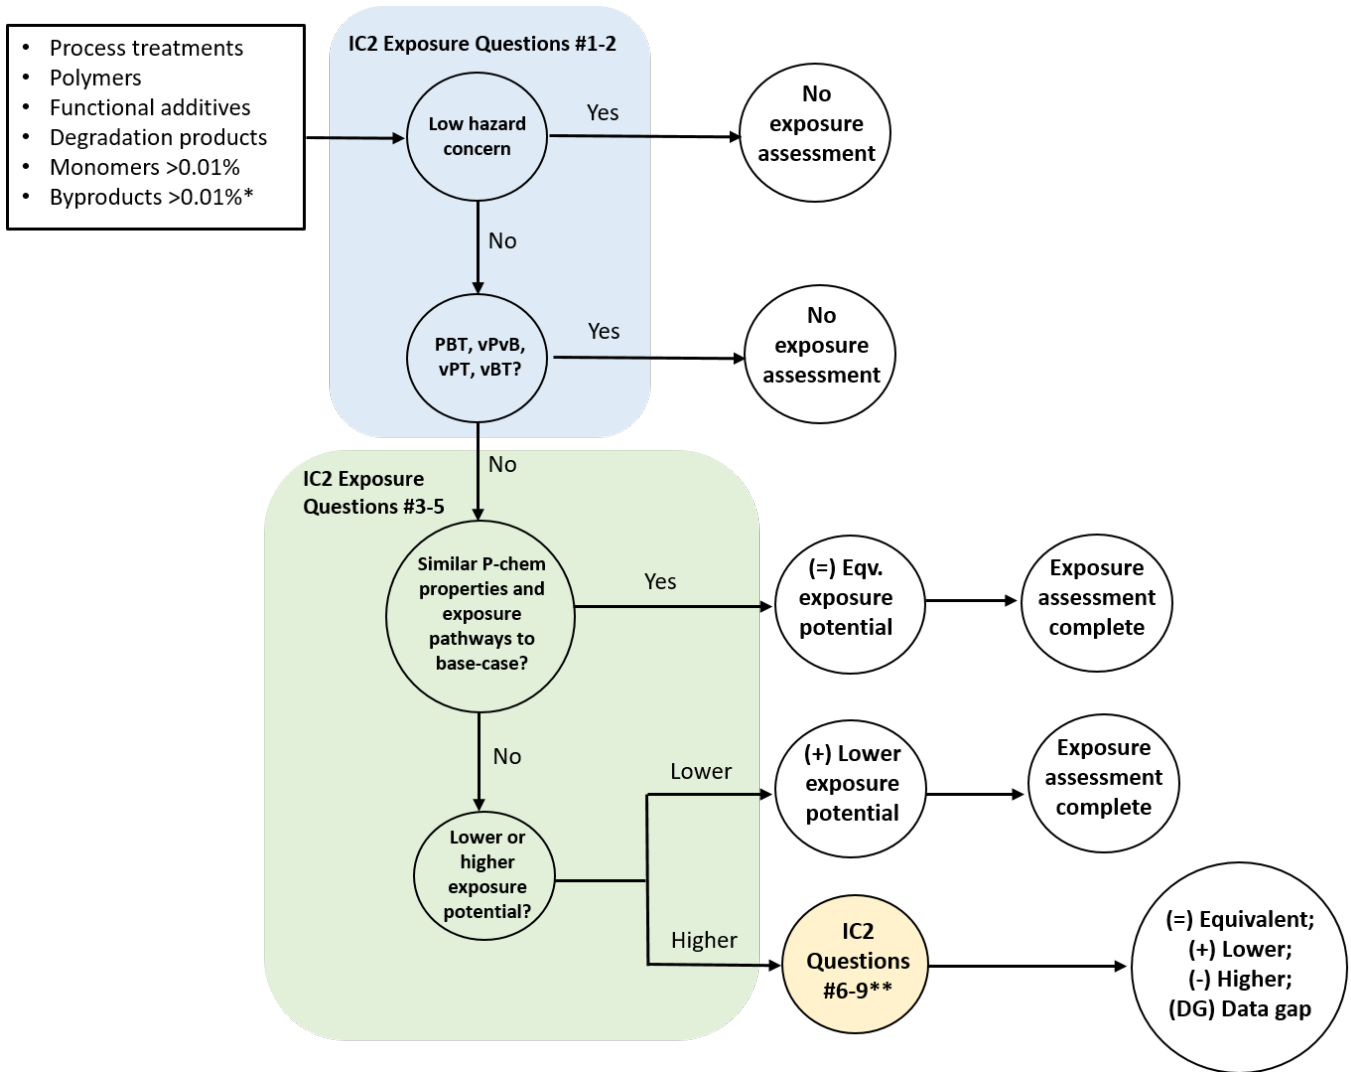 • Process treatments
• Polymers
• Functional additives
• Degradation products
• Monomers >0.01%
• Byproducts >0.01%*
IC2 Exposure Questions #1-2
Low hazard
concern
Yes
No
exposure
assessment
No
PBT, vPvB,
vPT, vBT?
Yes
No
exposure
assessment
No
IC2 Exposure
Questions #3-5
Similar P-chem
properties and
exposure
pathways to
base-case?
Yes
(=) Eqv.
exposure
potential
Exposure
assessment
complete
No
Lower or
higher
exposure
potential?
Lower
(+) Lower
exposure
potential
Exposure
assessment
complete
Higher
IC2
Questions
#6-9**
(=) Equivalent;
(+) Lower;
(-) Higher;
(DG) Data gap